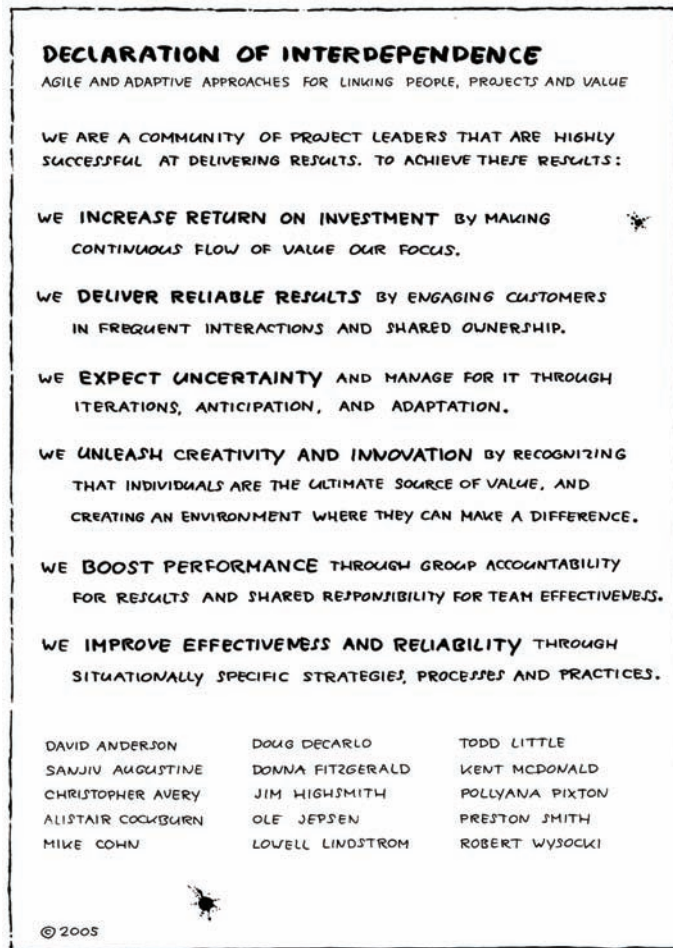 DECLARATION OF INTERDEPENDENCE
AGILE AND ADAPTIVE APPROACHES FOR LINKING PEOPLE, PROJECTS AND VALUE
WE ARE A COMMUNITY OF PROJECT LEADERS THAT ARE HIGHLY
SUCCESSFUL AT DELIVERING RESULTS. TO ACHIEVE THESE RESULTS:
WE INCREASE RETURN ON INVESTMENT BY MAKING
CONTINUOUS FLOW OF VALUE OUR FOCUS.
WE DELIVER RELIABLE RESULTS BY ENGAGING CUSTOMERS
IN FREQUENT INTERACTIONS AND SHARED OWNERSHIP.
WE EXPECT UNCERTAINTY AND MANAGE FOR IT THROUGH
ITERATIONS, ANTICIPATION, AND ADAPTATION.
WE UNLEASH CREATIVITY AND INNOVATION BY RECOGNIZING
THAT INDIVIDUALS ARE THE ULTIMATE SOURCE OF VALUE, AND
CREATING AN ENVIRONMENT WHERE THEY CAN MAKE A DIFFERENCE.
WE BOOST PERFORMANCE THROUGH GROUP ACCOUNTABILITY
FOR RESULTS AND SHARED RESPONSIBILITY FOR TEAM EFFECTIVENESS.
WE IMPROVE EFFECTIVENESS AND RELIABILITY THROUGH
SITUATIONALLY SPECIFIC STRATEGIES, PROCESSES AND PRACTICES.
DAVID ANDERSON
SANJIV AUGUSTINE
CHRISTOPHER AVERY
ALISTAIR COCKBURN
MIKE COHN
DOUG DECARLO
DONNA FITZGERALD
JIM HIGHSMITH
OLE JEPSEN
LOWELL LINDSTROM
TODD LITTLE
KENT MCDONALD
POLLYANA PIXTON
PRESTON SMITH
ROBERT WYSOCKI
© 2005